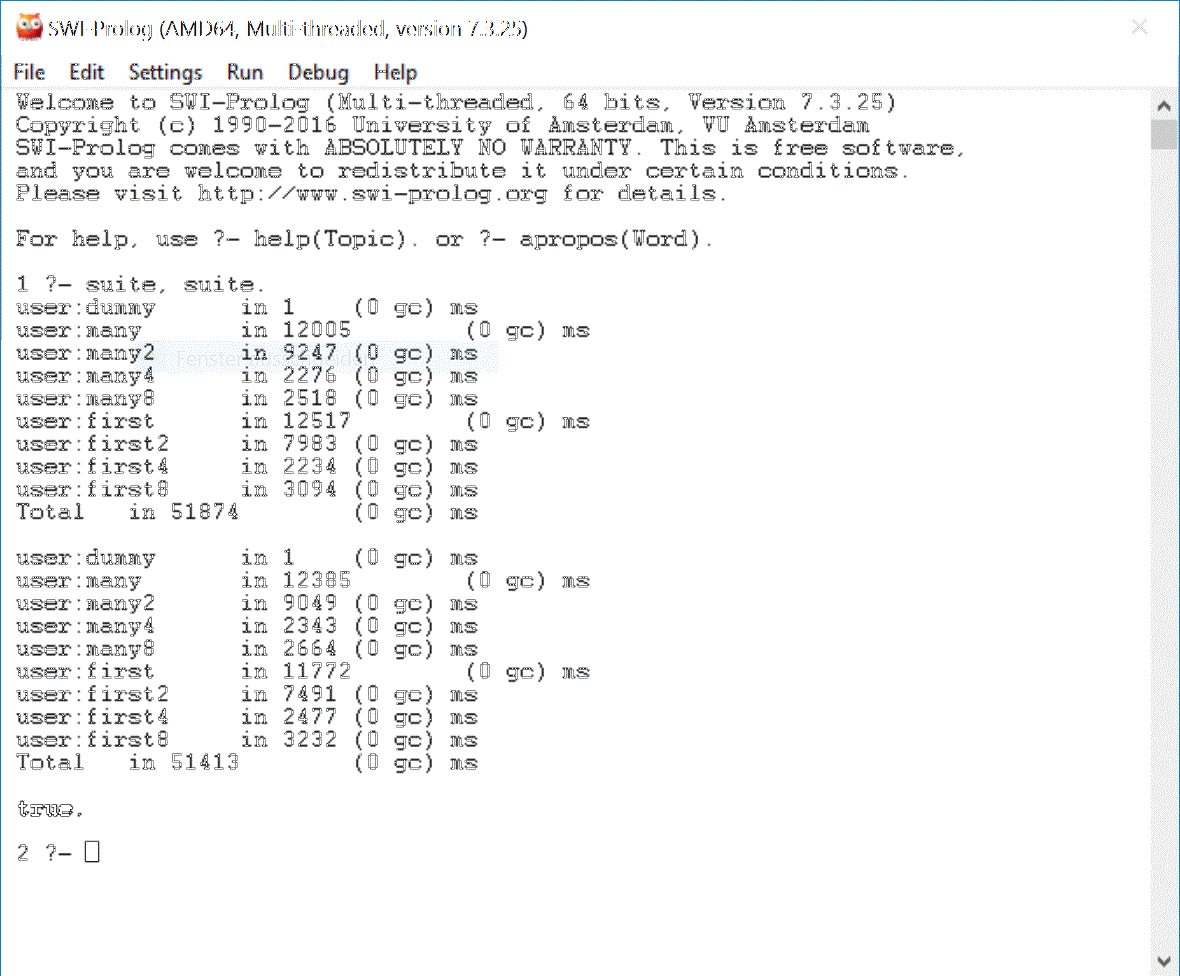 SWI-Prolog (AMD64, Multi-threaded, version 7.3.25)
File Edit Settings Run Debug Help
Welcome to SWI-Prolog (Multi-threaded, 64 bits, Version 7.3.25)
Copyright (c) 1990-2016 University of Amsterdam, VU Amsterdam
SWI-Prolog comes with ABSOLUTELY NO WARRANTY. This is free software,
and you are welcome to redistribute it under certain conditions.
Please visit http://www.swi-prolog.org for details.
For help, use ?- help(Topic). or ?- apropos(Word).
1 ?- suite, suite.
user:dummy in 1 (0 gc) ms
user:many in 12005 (0 gc) ms
user:many2 in 9247 (0 gc) ms
user:many4 in 2276 (0 gc) ms
user:many8 in 2518 (0 gc) ms
user:first in 12517 (0 gc) ms
user:first2 in 7983 (0 gc) ms
user:first4 in 2234 (0 gc) ms
user:first8 in 3094 (0 gc) ms
Total in 51874 (0 gc) ms
user:dummy in 1 (0 gc) ms
user:many in 12385 (0 gc) ms
user:many2 in 9049 (0 gc) ms
user:many4 in 2343 (0 gc) ms
user:many8 in 2664 (0 gc) ms
user:first in 11772 (0 gc) ms
user:first2 in 7491 (0 gc) ms
user:first4 in 2477 (0 gc) ms
user:first8 in 3232 (0 gc) ms
Total in 51413 (0 gc) ms
true.
2 ?-